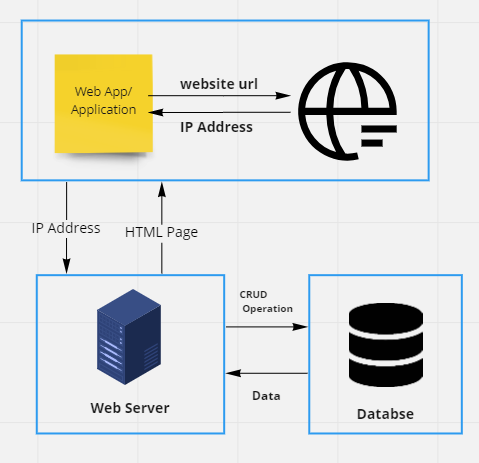 Web App/
Application
website url
IP Address
IP Address
HTML Page
CRUD
Operation
Data
Web Server
Databse